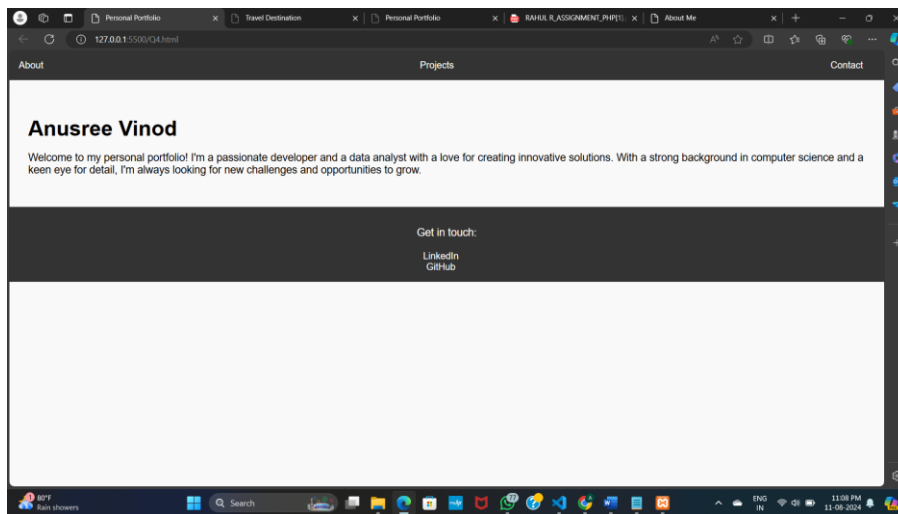 Personal Portfolio
Travel Destination
Personal Portfolio
RAHUL R_ASSIGNMENT_PHP[1].
About Me
127.0.0.1:5500/Q4.html
About
Projects
Contact
Anusree Vinod
Welcome to my personal portfolio! I'm a passionate developer and a data analyst with a love for creating innovative solutions. With a strong background in computer science and a
keen eye for detail, I'm always looking for new challenges and opportunities to grow.
Get in touch:
LinkedIn
GitHub
1
80°F
Rain showers
Search
ENG
IN
11:08 PM
11-08-2024